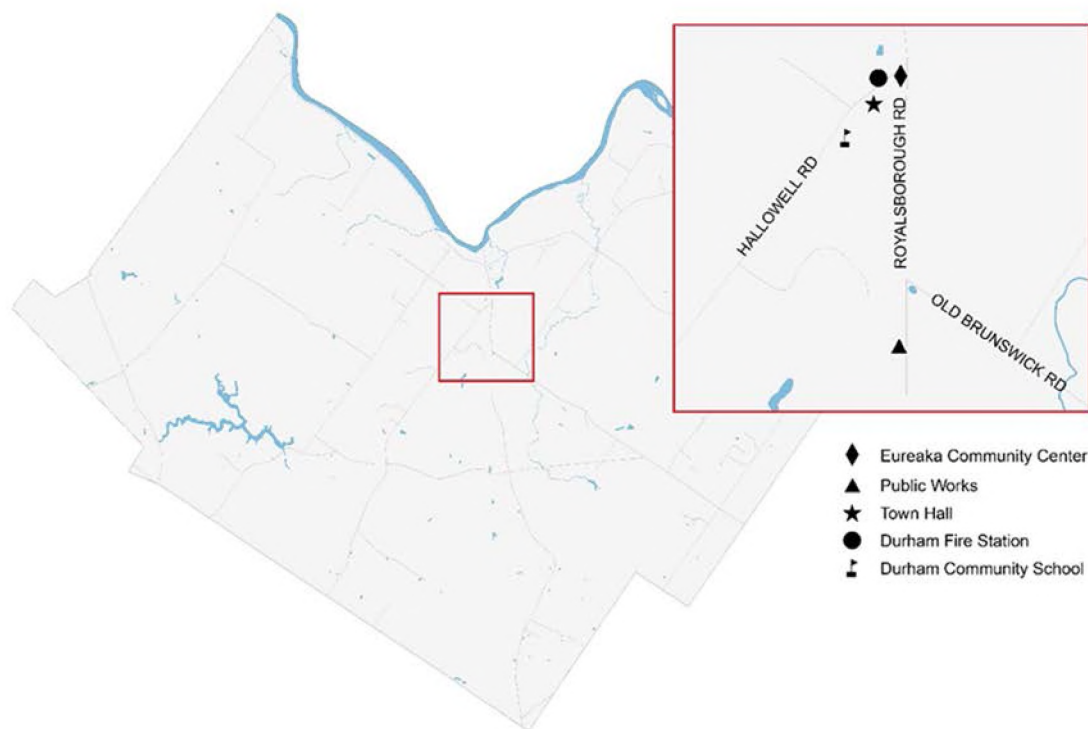 HALLOWELL RD
ROYALSBOROUGH RD
OLD BRUNSWICK RD
Eureaka Community Center
Public Works
Town Hall
Durham Fire Station
Durham Community School